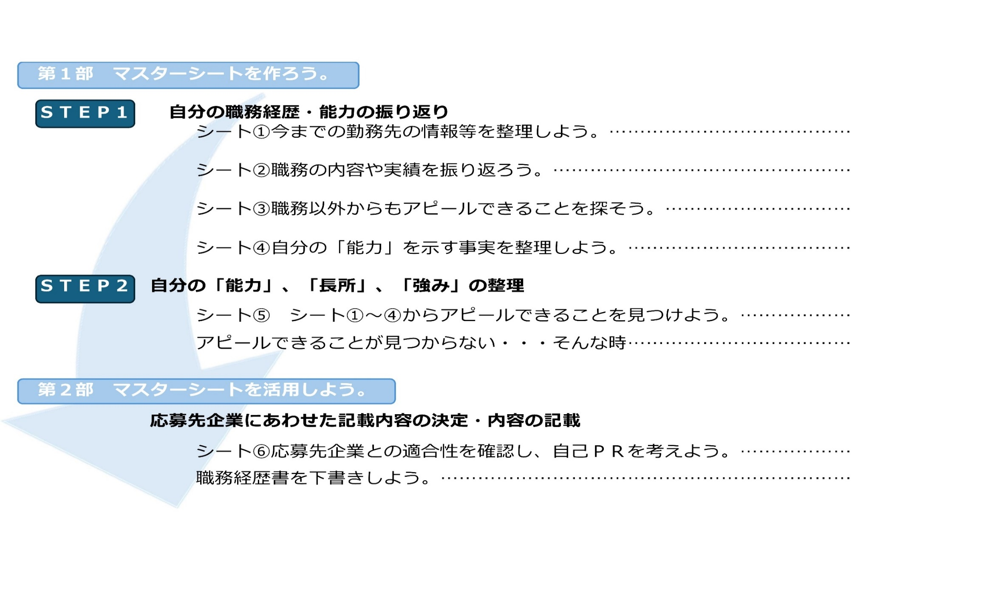 第１部　マスターシートを作ろう。
ＳＴＥＰ１　自分の職務経歴・能力の振り返り
シート①今までの勤務先の情報等を整理しよう。……………………………………
シート②職務の内容や実績を振り返ろう。……………………………………………
シート③職務以外からもアピールできることを探そう。……………………………
シート④自分の「能力」を示す事実を整理しよう。…………………………………
ＳＴＥＰ２　自分の「能力」、「長所」、「強み」の整理
シート⑤　シート①～④からアピールできることを見つけよう。………………
アピールできることが見つからない・・・そんな時…………………………………
第２部　マスターシートを活用しよう。
応募先企業にあわせた記載内容の決定・内容の記載
シート⑥応募先企業との適合性を確認し、自己ＰＲを考えよう。………………
職務経歴書を下書きしよう。………………………………………………………………